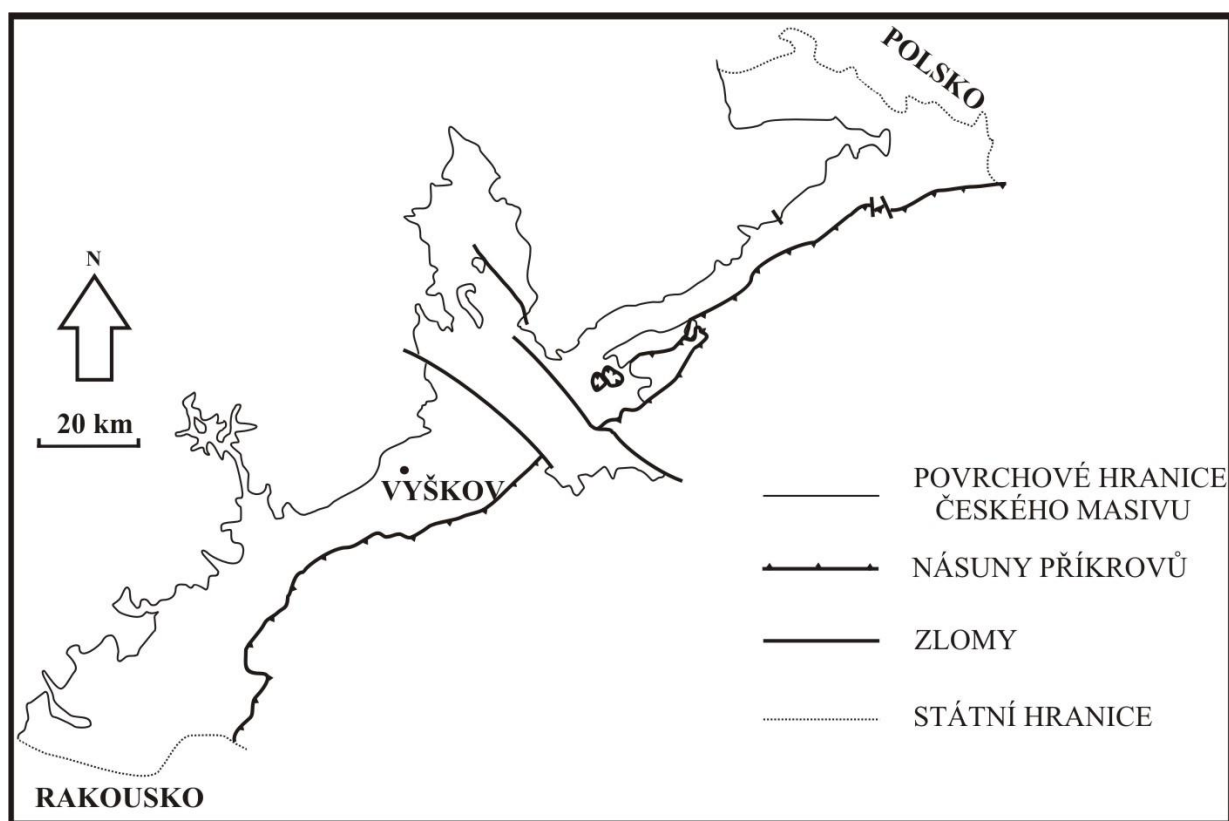 POLSKO
N
20 km
VYŠKOV
POVRCHOVÉ HRANICE
ČESKÉHO MASIVU
NÁSUNY PŘÍKROVŮ
ZLOMY
STÁTNÍ HRANICE
RAKOUSKO